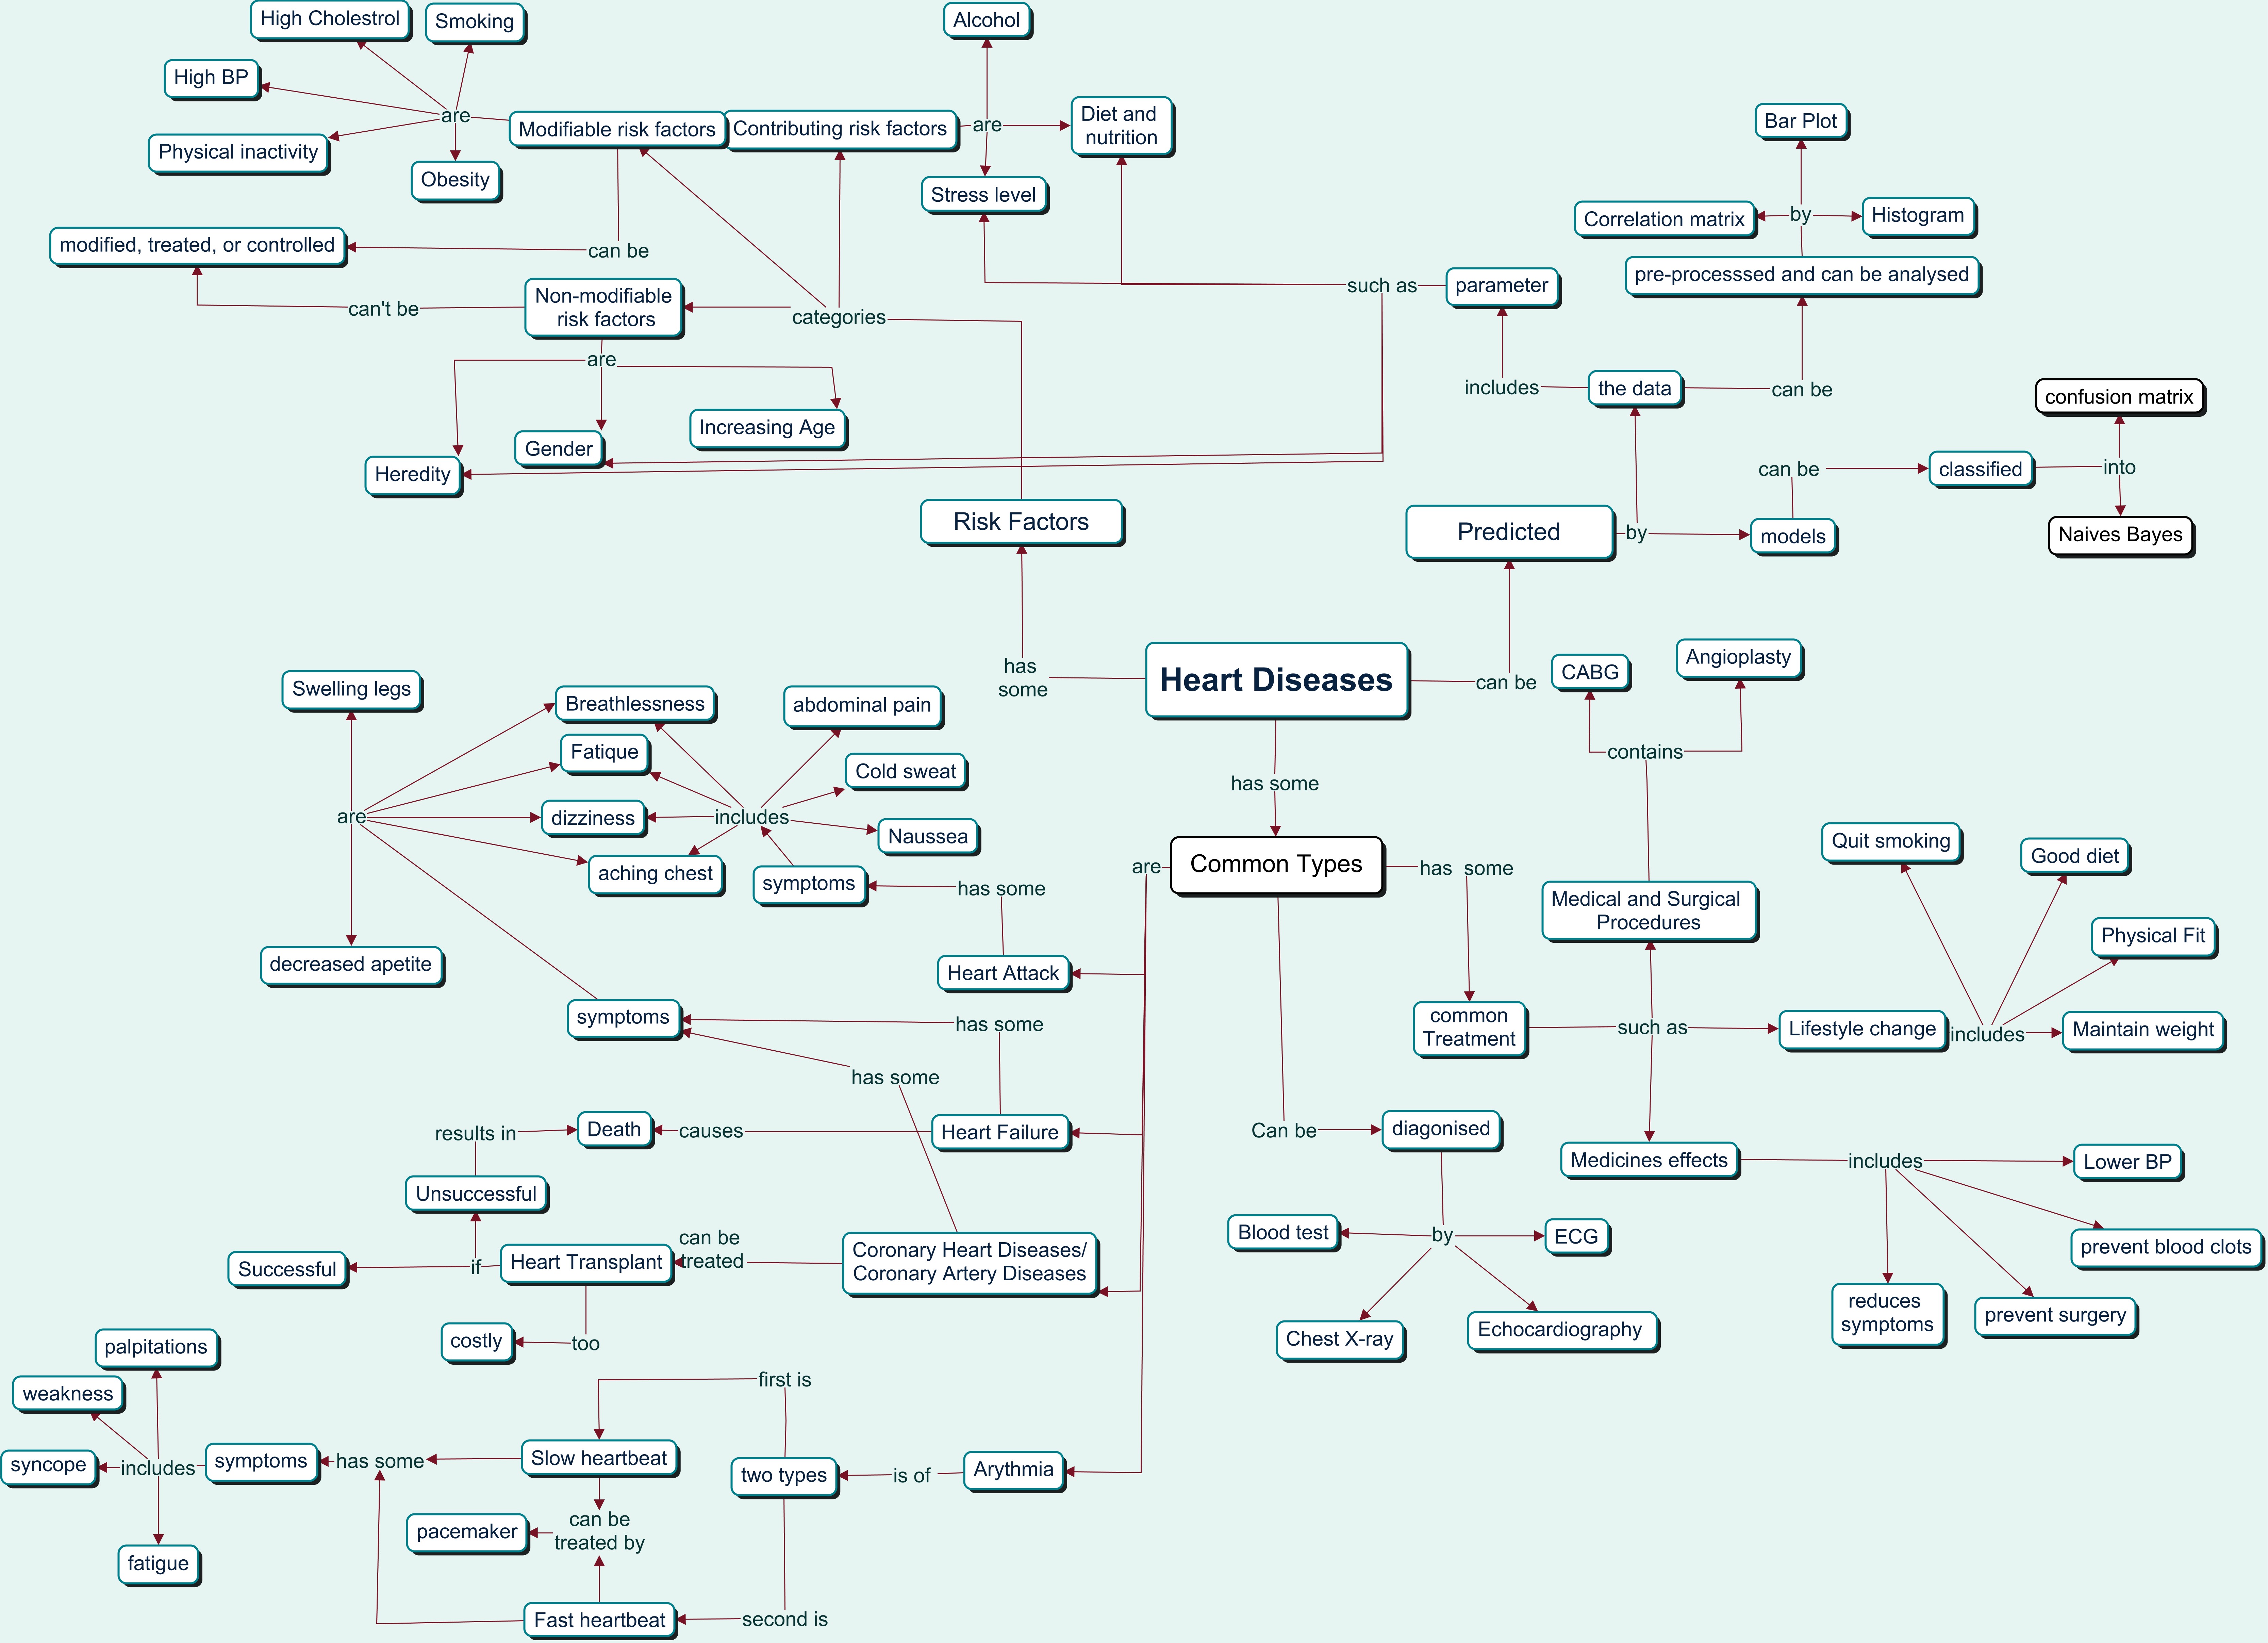 High Cholestrol
Smoking
Alcohol
High BP
are
Modifiable risk factors
Contributing risk factors
are
Diet and
nutrition
Physical inactivity
Obesity
Stress level
Bar Plot
Correlation matrix
by
Histogram
modified, treated, or controlled
can be
such as
parameter
pre-processsed and can be analysed
can't be
Non-modifiable
risk factors
categories
are
includes
the data
can be
confusion matrix
Increasing Age
Gender
Heredity
can be
classified
into
Risk Factors
Predicted
by
models
Naives Bayes
has
some
Heart Diseases
can be
CABG
Angioplasty
contains
Swelling legs
Breathlessness
abdominal pain
Fatique
Cold sweat
has some
are
dizziness
includes
Naussea
aching chest
symptoms
has some
are
Common Types
has  some
Quit smoking
Good diet
Medical and Surgical
Procedures
Physical Fit
decreased apetite
Heart Attack
symptoms
has some
common
Treatment
such as
Lifestyle change
includes
Maintain weight
has some
results in
Death
causes
Heart Failure
Can be
diagonised
Medicines effects
includes
Lower BP
Unsuccessful
Blood test
by
ECG
prevent blood clots
Successful
if
Heart Transplant
can be
treated
Coronary Heart Diseases/
Coronary Artery Diseases
reduces
symptoms
prevent surgery
costly
too
Chest X-ray
Echocardiography
palpitations
weakness
first is
syncope
includes
symptoms
has some
Slow heartbeat
two types
is of
Arythmia
pacemaker
can be
treated by
fatigue
Fast heartbeat
second is